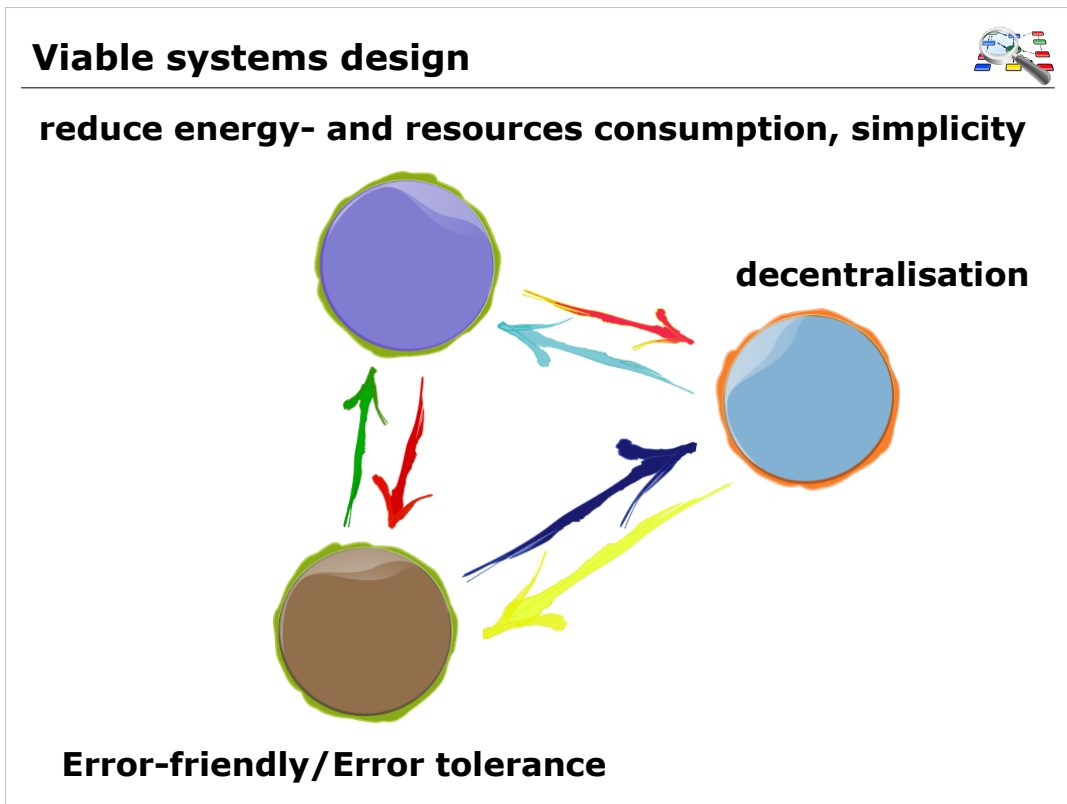 Viable systems design
reduce energy- and resources consumption, simplicity
decentralisation
Error-friendly/Error tolerance